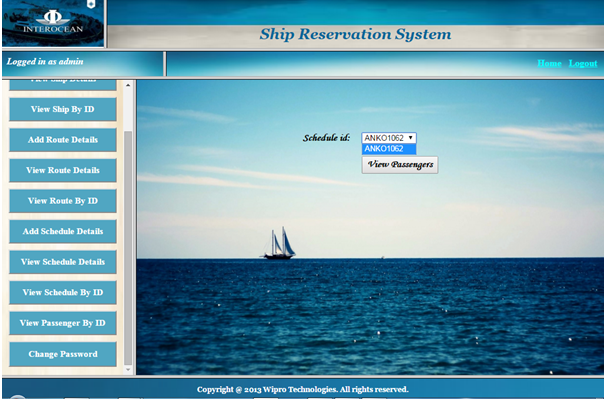 INTEROCEAN
Ship Reservation System
Logged in as admin
Home Logout
View Ship Details
View Ship By ID
Add Route Details
View Route Details
View Route By ID
Add Schedule Details
View Schedule Details
View Schedule By ID
View Passenger By ID
Change Password
Schedule id: ANKO1062
ANKO1062
View Passengers
Copyright @ 2013 Wipro Technologies. All rights reserved.